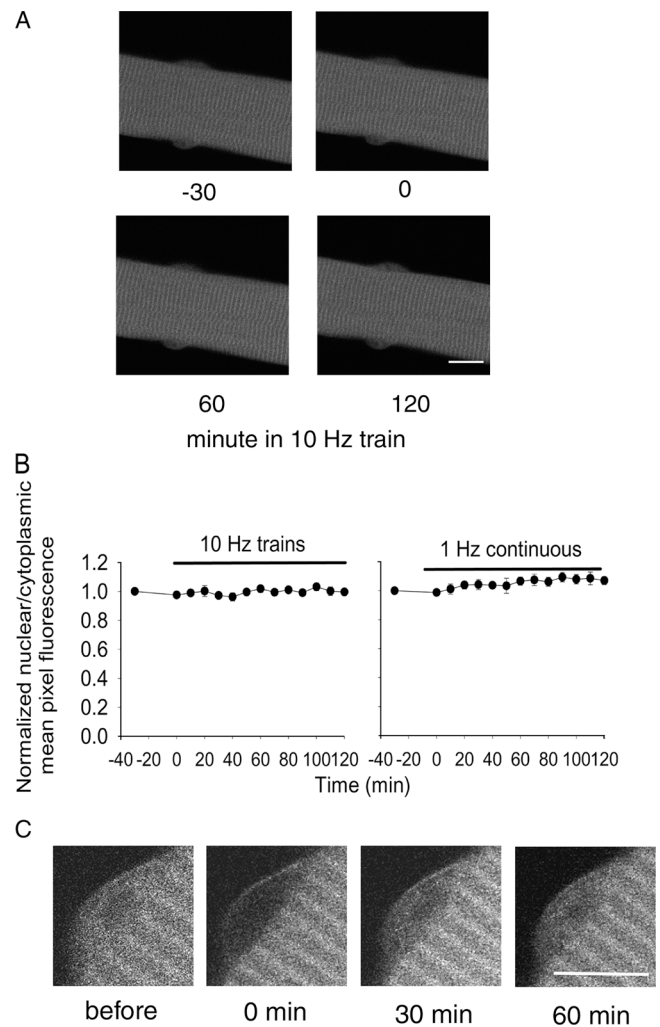 A
-30 0
60 120
minute in 10 Hz train
B
Normalized nuclear/cytoplasmic
mean pixel fluorescence
10 Hz trains
1 Hz continuous
1.2
1.0
0.8
0.6
0.4
0.2
0.0
-40 -20 0 20 40 60 80 100120
-40 -20 0 20 40 60 80 100120
Time (min)
C
before 0 min 30 min 60 min